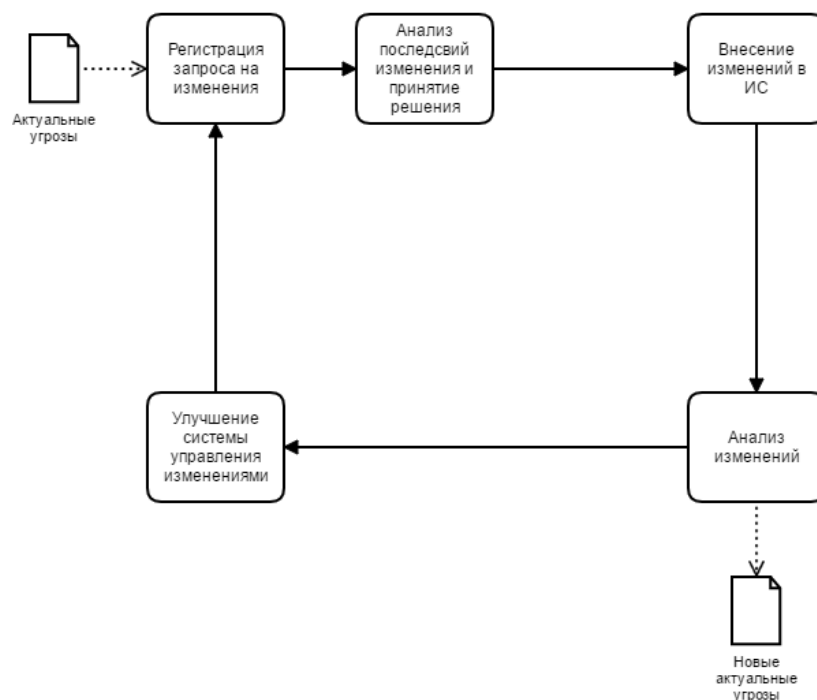 Регистрация
запроса на
изменения
Анализ
последсвий
изменения и
принятие
решения
Внесение
изменений в
ИС
Актуальные
угрозы
Улучшение
системы
управления
изменениями
Анализ
изменений
Новые
актуальные
угрозы